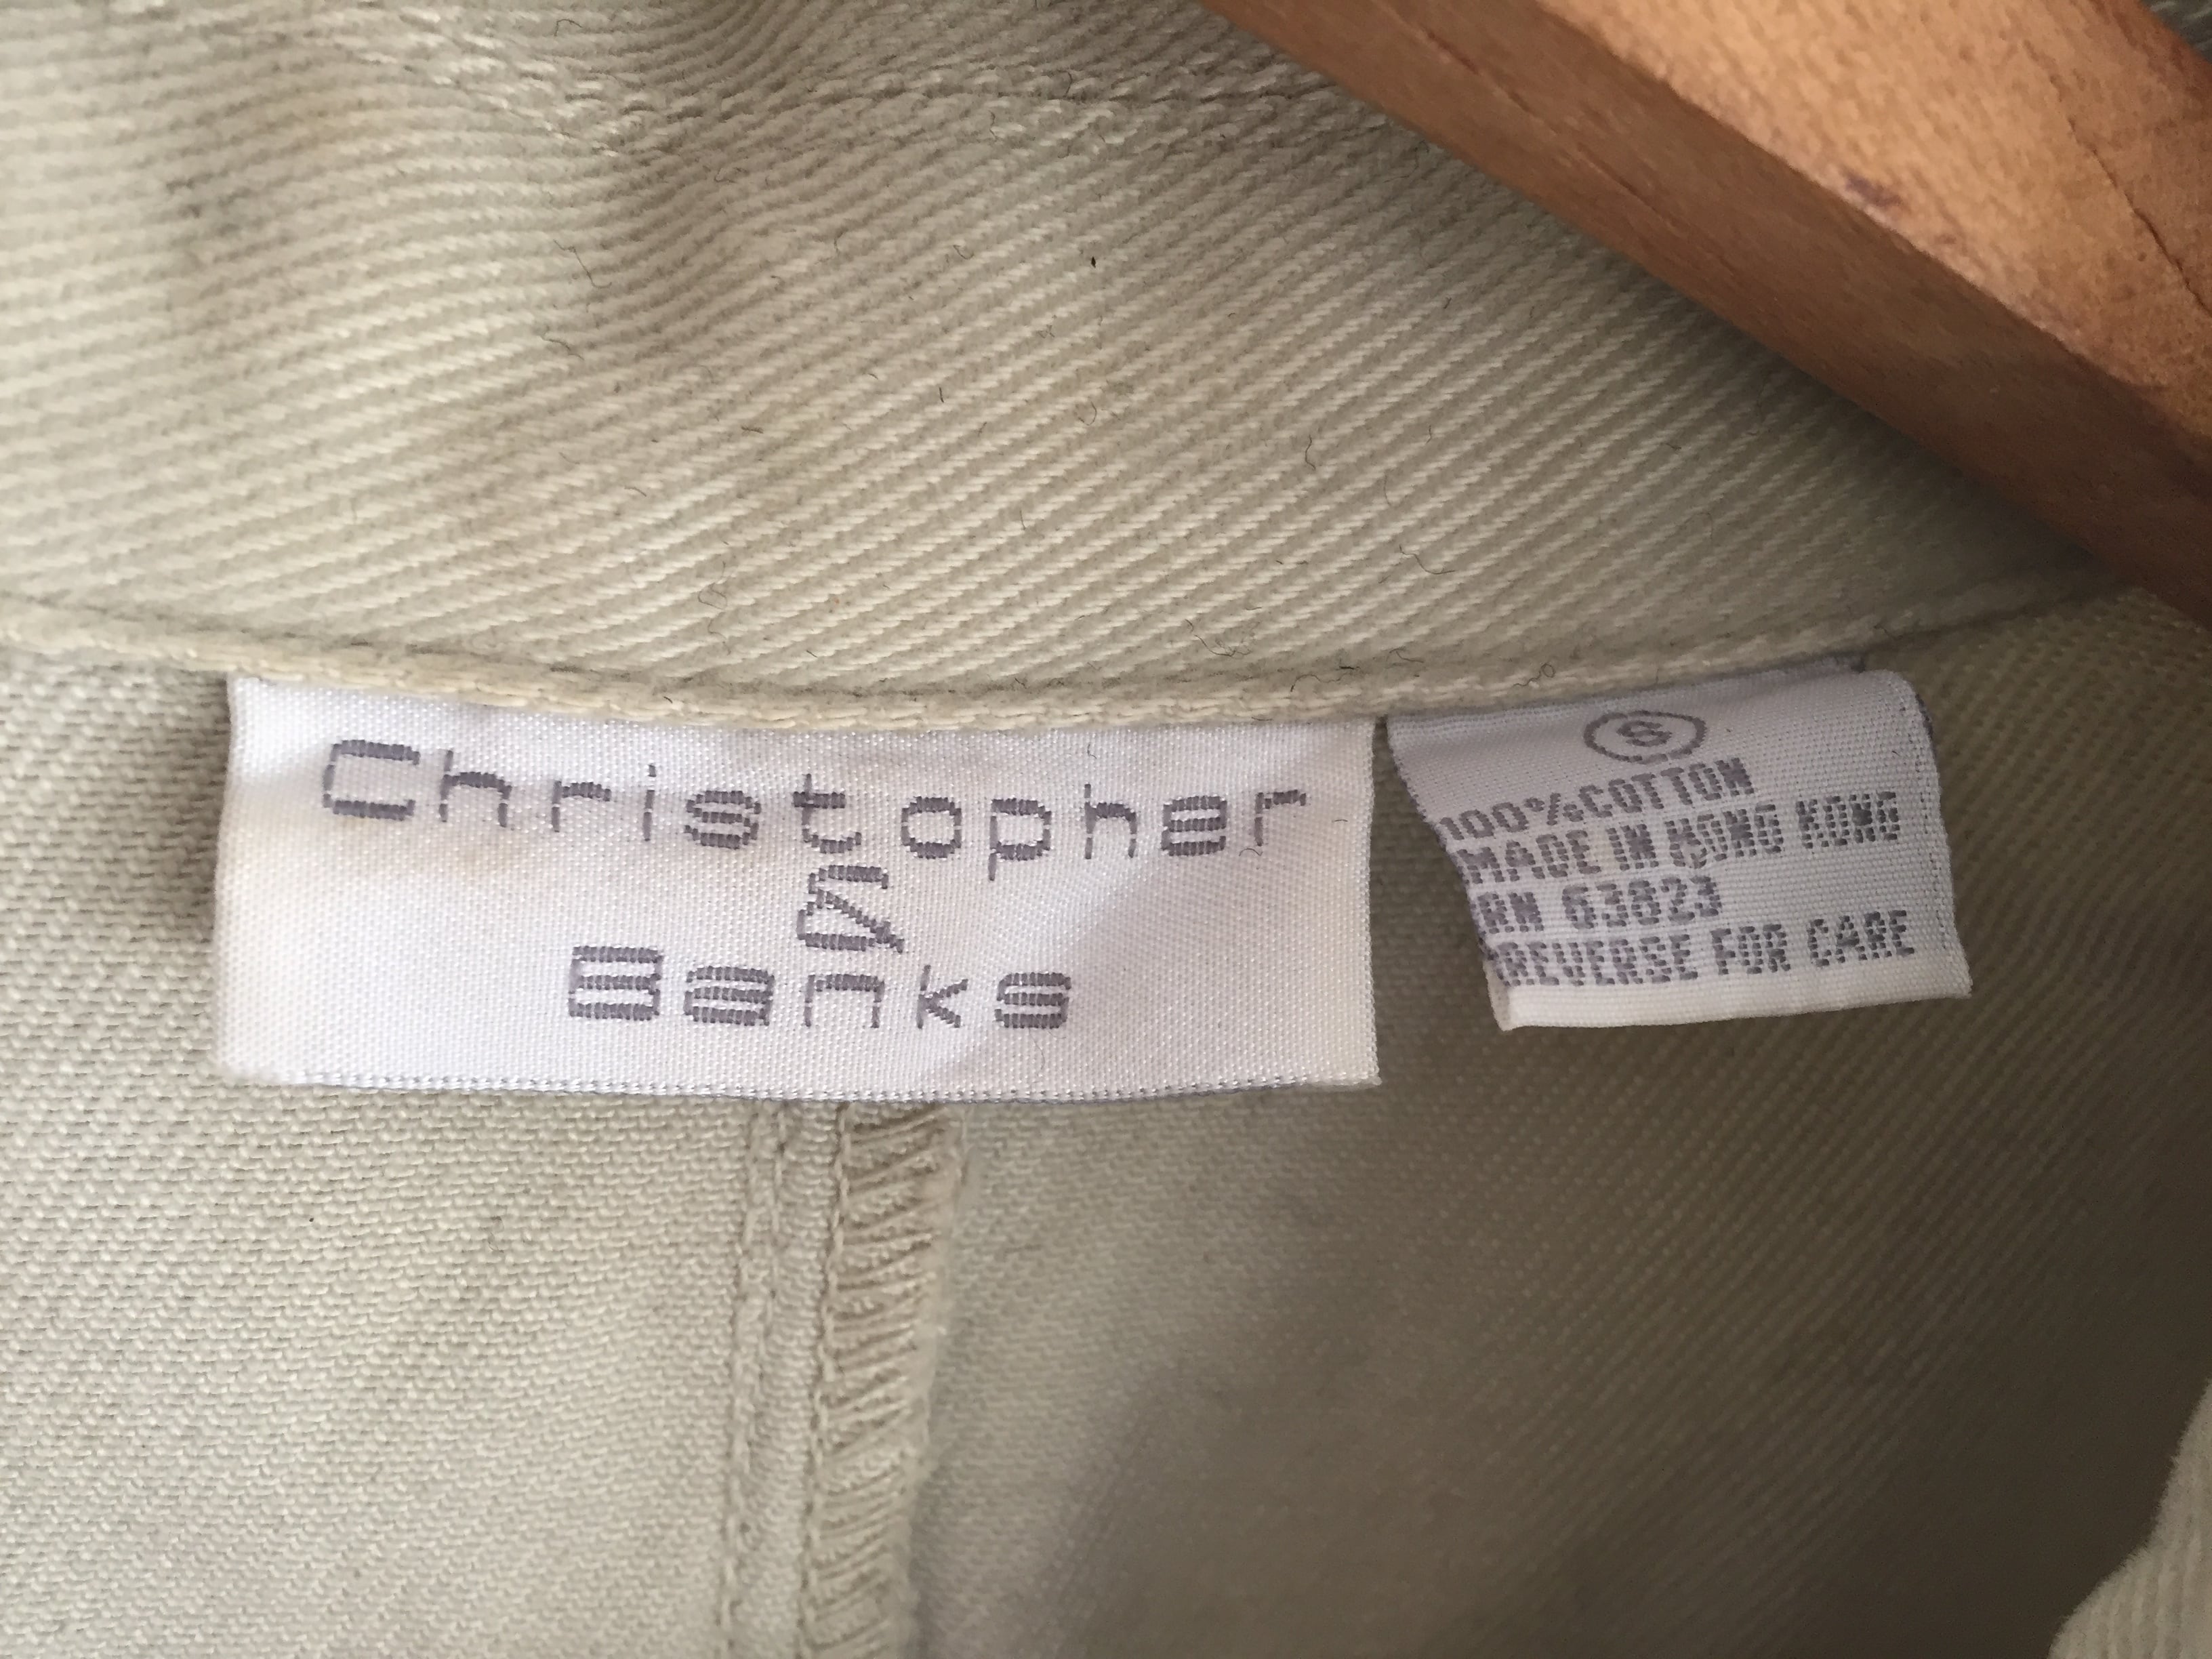 Christopher
&
Banks
S
100% COTTON
MADE IN HONG KONG
RN 63823
REVERSE FOR CARE